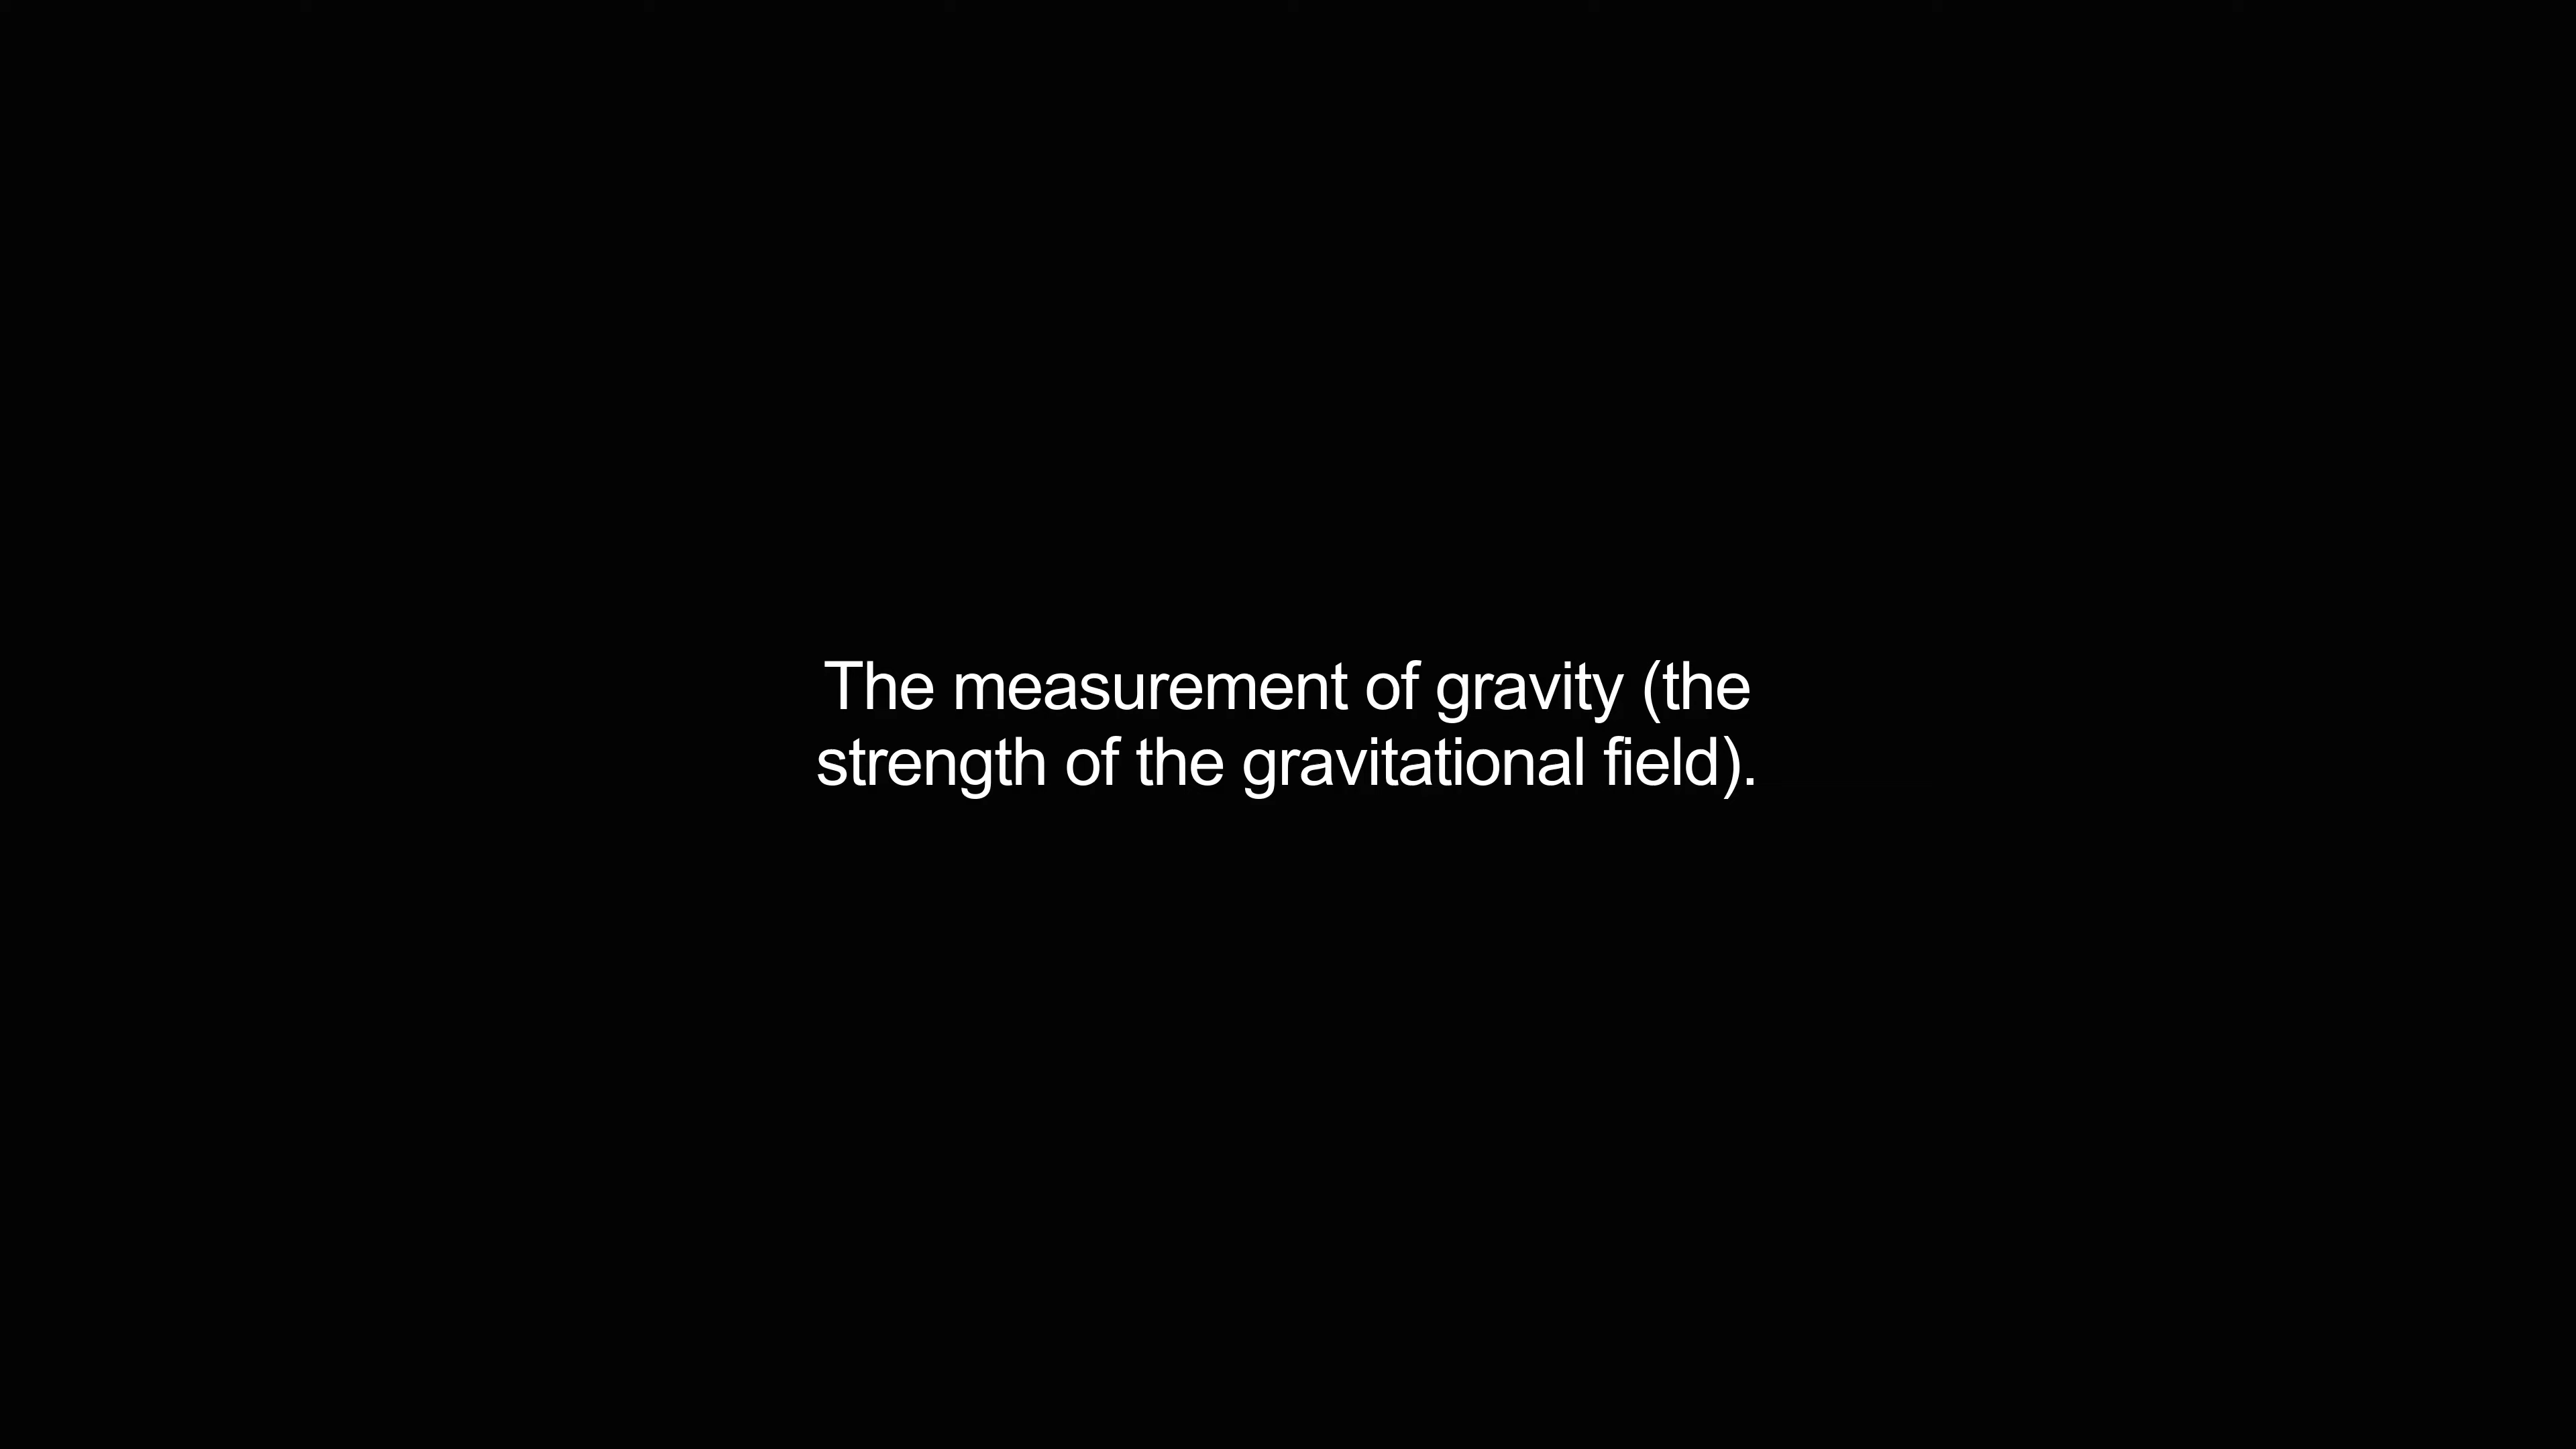 The measurement of gravity (the
strength of the gravitational field).